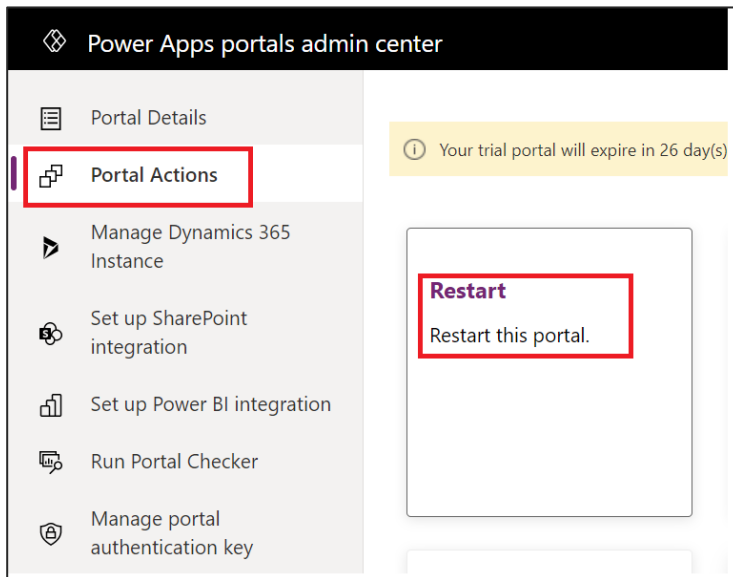 Power Apps portals admin center
Portal Details
Portal Actions
Manage Dynamics 365
Instance
Set up SharePoint
integration
Set up Power BI integration
Run Portal Checker
Manage portal
authentication key
Your trial portal will expire in 26 day(s)
Restart
Restart this portal.